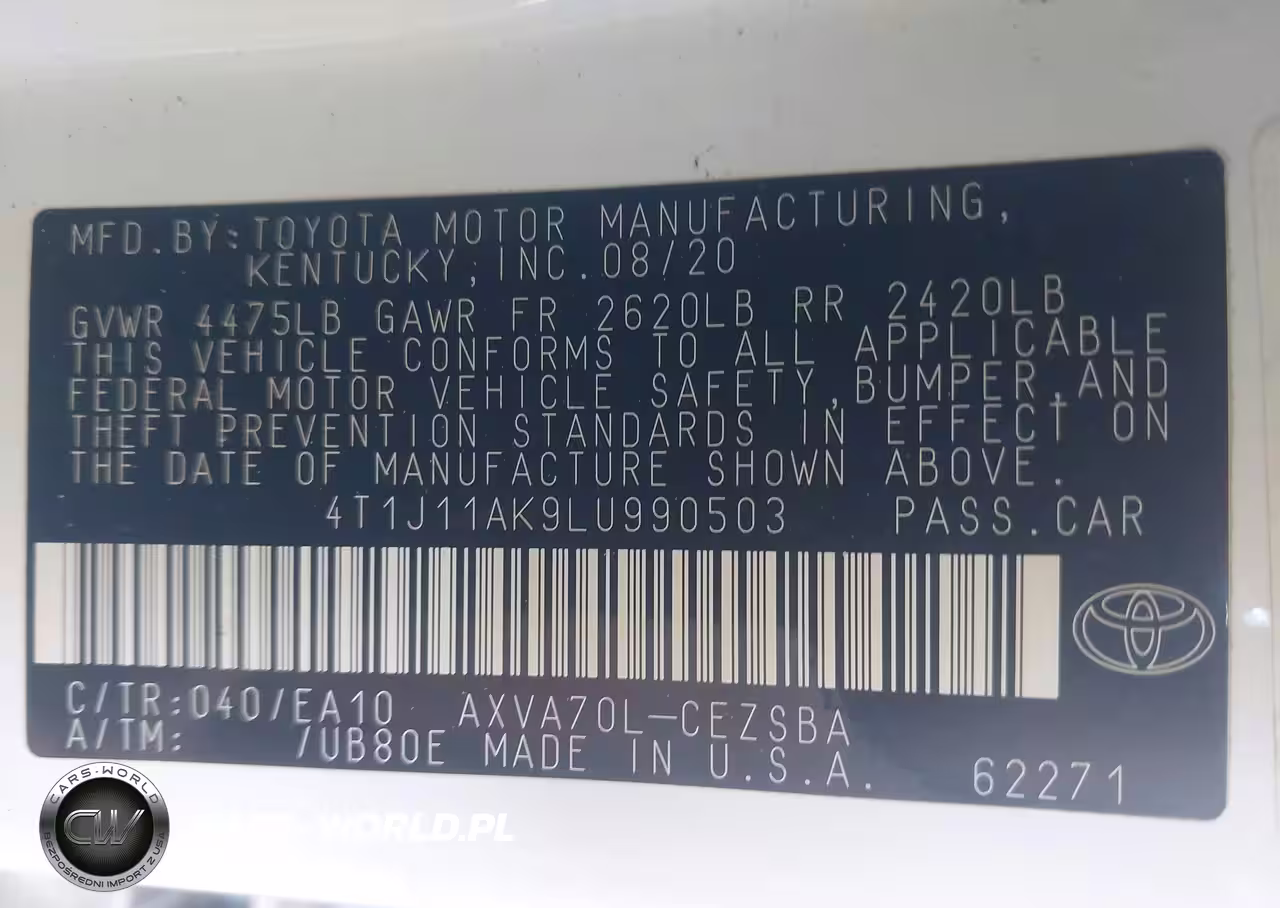 MFD.BY:TOYOTA MOTOR MANUFACTURING,
KENTUCKY,INC.08/20
GVWR 4475LB GAWR FR 2620LB RR 2420LB
THIS VEHICLE CONFORMS TO ALL APPLICABLE
FEDERAL MOTOR VEHICLE SAFETY,BUMPER,AND
THEFT PREVENTION STANDARDS IN EFFECT ON
THE DATE OF MANUFACTURE SHOWN ABOVE.
4T1J11AK9LU990503 PASS.CAR
C/TR:040/EA10 AXVA70L-CEZSBA
A/TM: /UB80E MADE IN U.S.A. 62271
CARS-WORLD
CW
BEZPOŚREDNI IMPORT Z USA
CARS-WORLD.PL